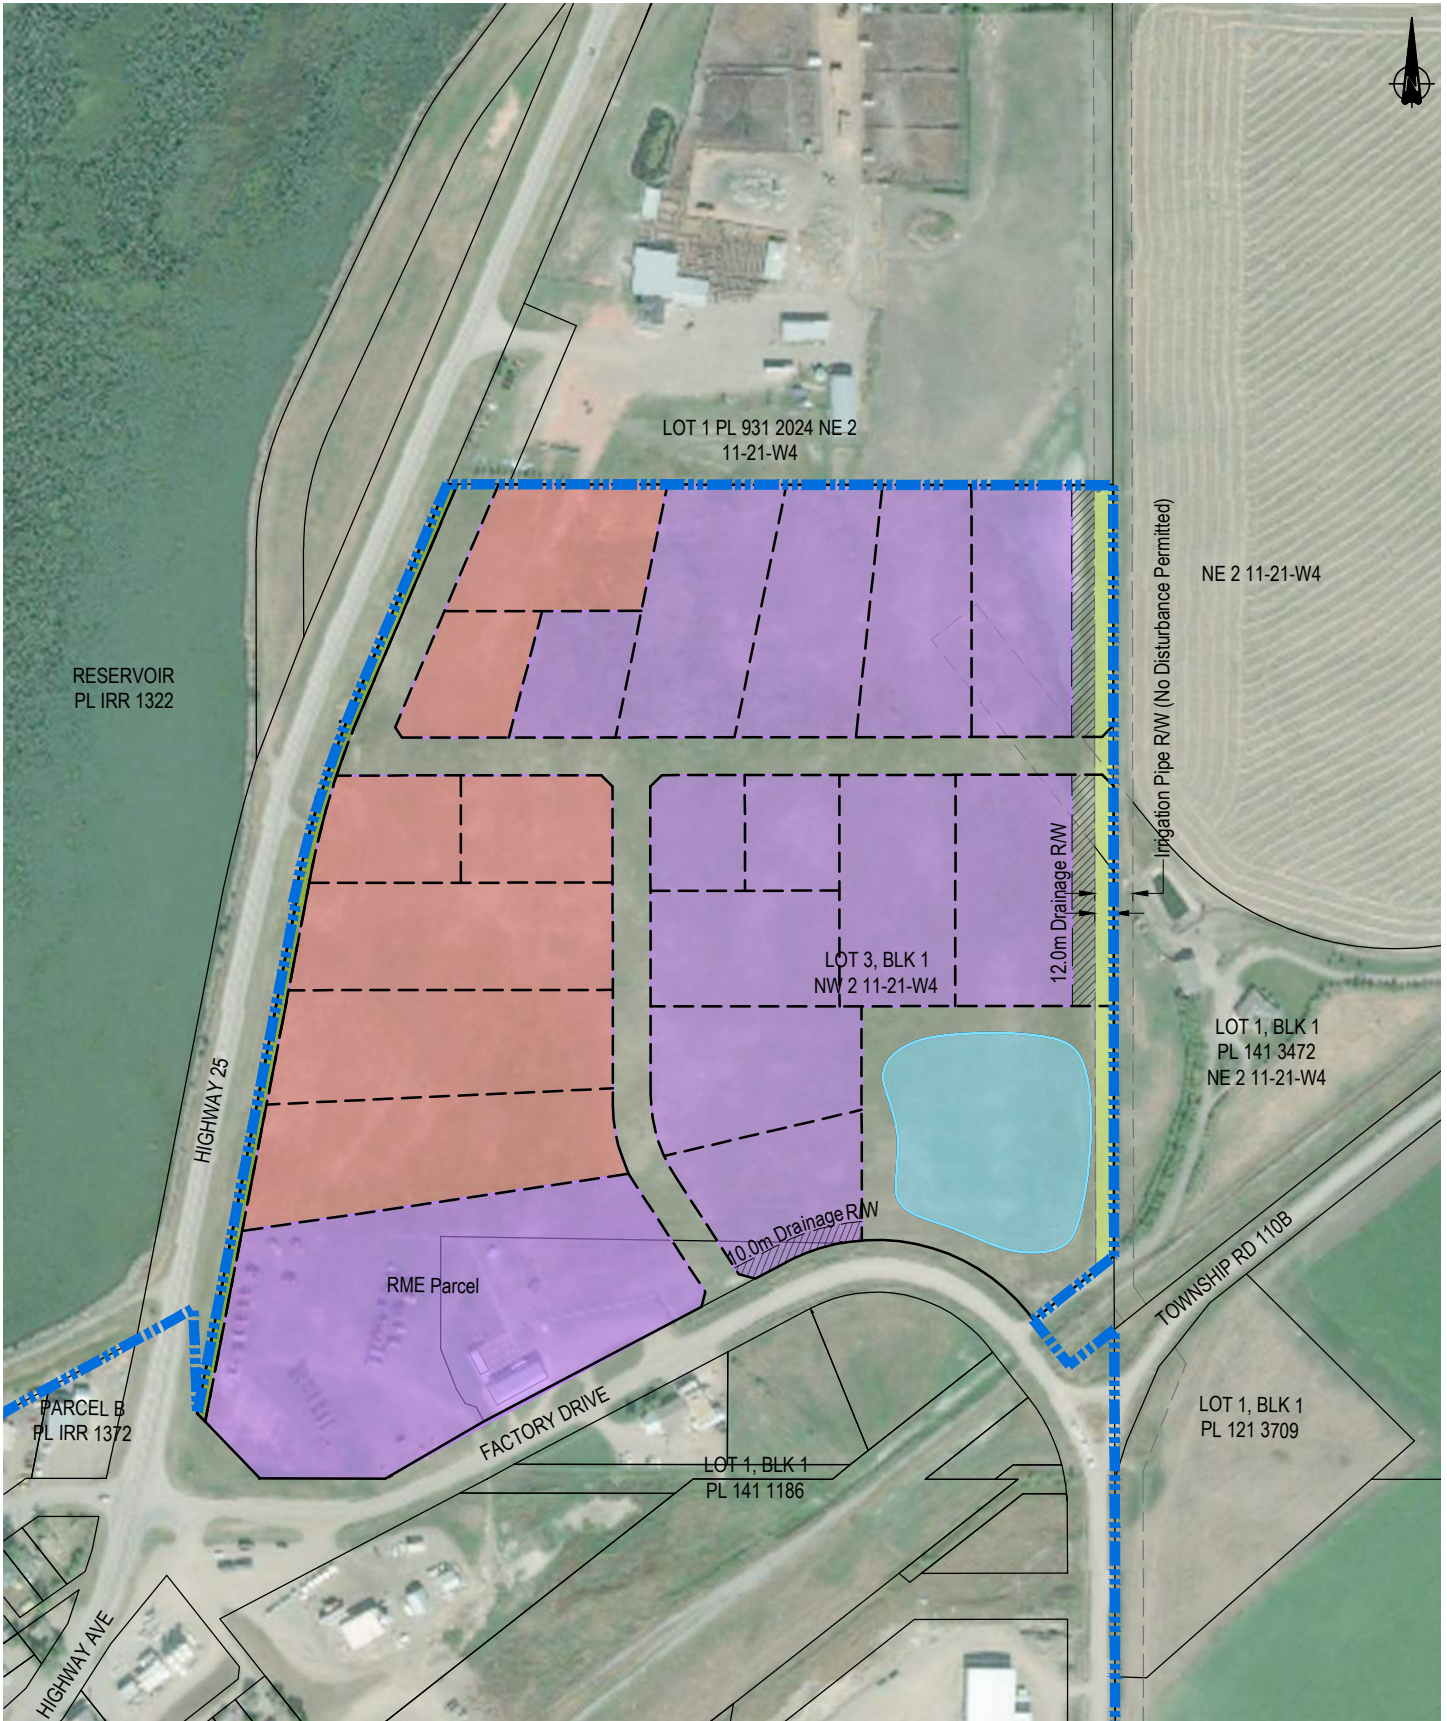 N
LOT 1 PL 931 2024 NE 2
11-21-W4
NE 2 11-21-W4
Irrigation Pipe R/W (No Disturbance Permitted)
RESERVOIR
PL IRR 1322
12.0m Drainage R/W
LOT 3, BLK 1
NW 2 11-21-W4
LOT 1, BLK 1
PL 141 3472
NE 2 11-21-W4
HIGHWAY 25
10.0m Drainage R/W
RME Parcel
TOWNSHIP RD 110B
PARCEL B
PL IRR 1372
FACTORY DRIVE
LOT 1, BLK 1
PL 121 3709
LOT 1, BLK 1
PL 141 1186
HIGHWAY AVE